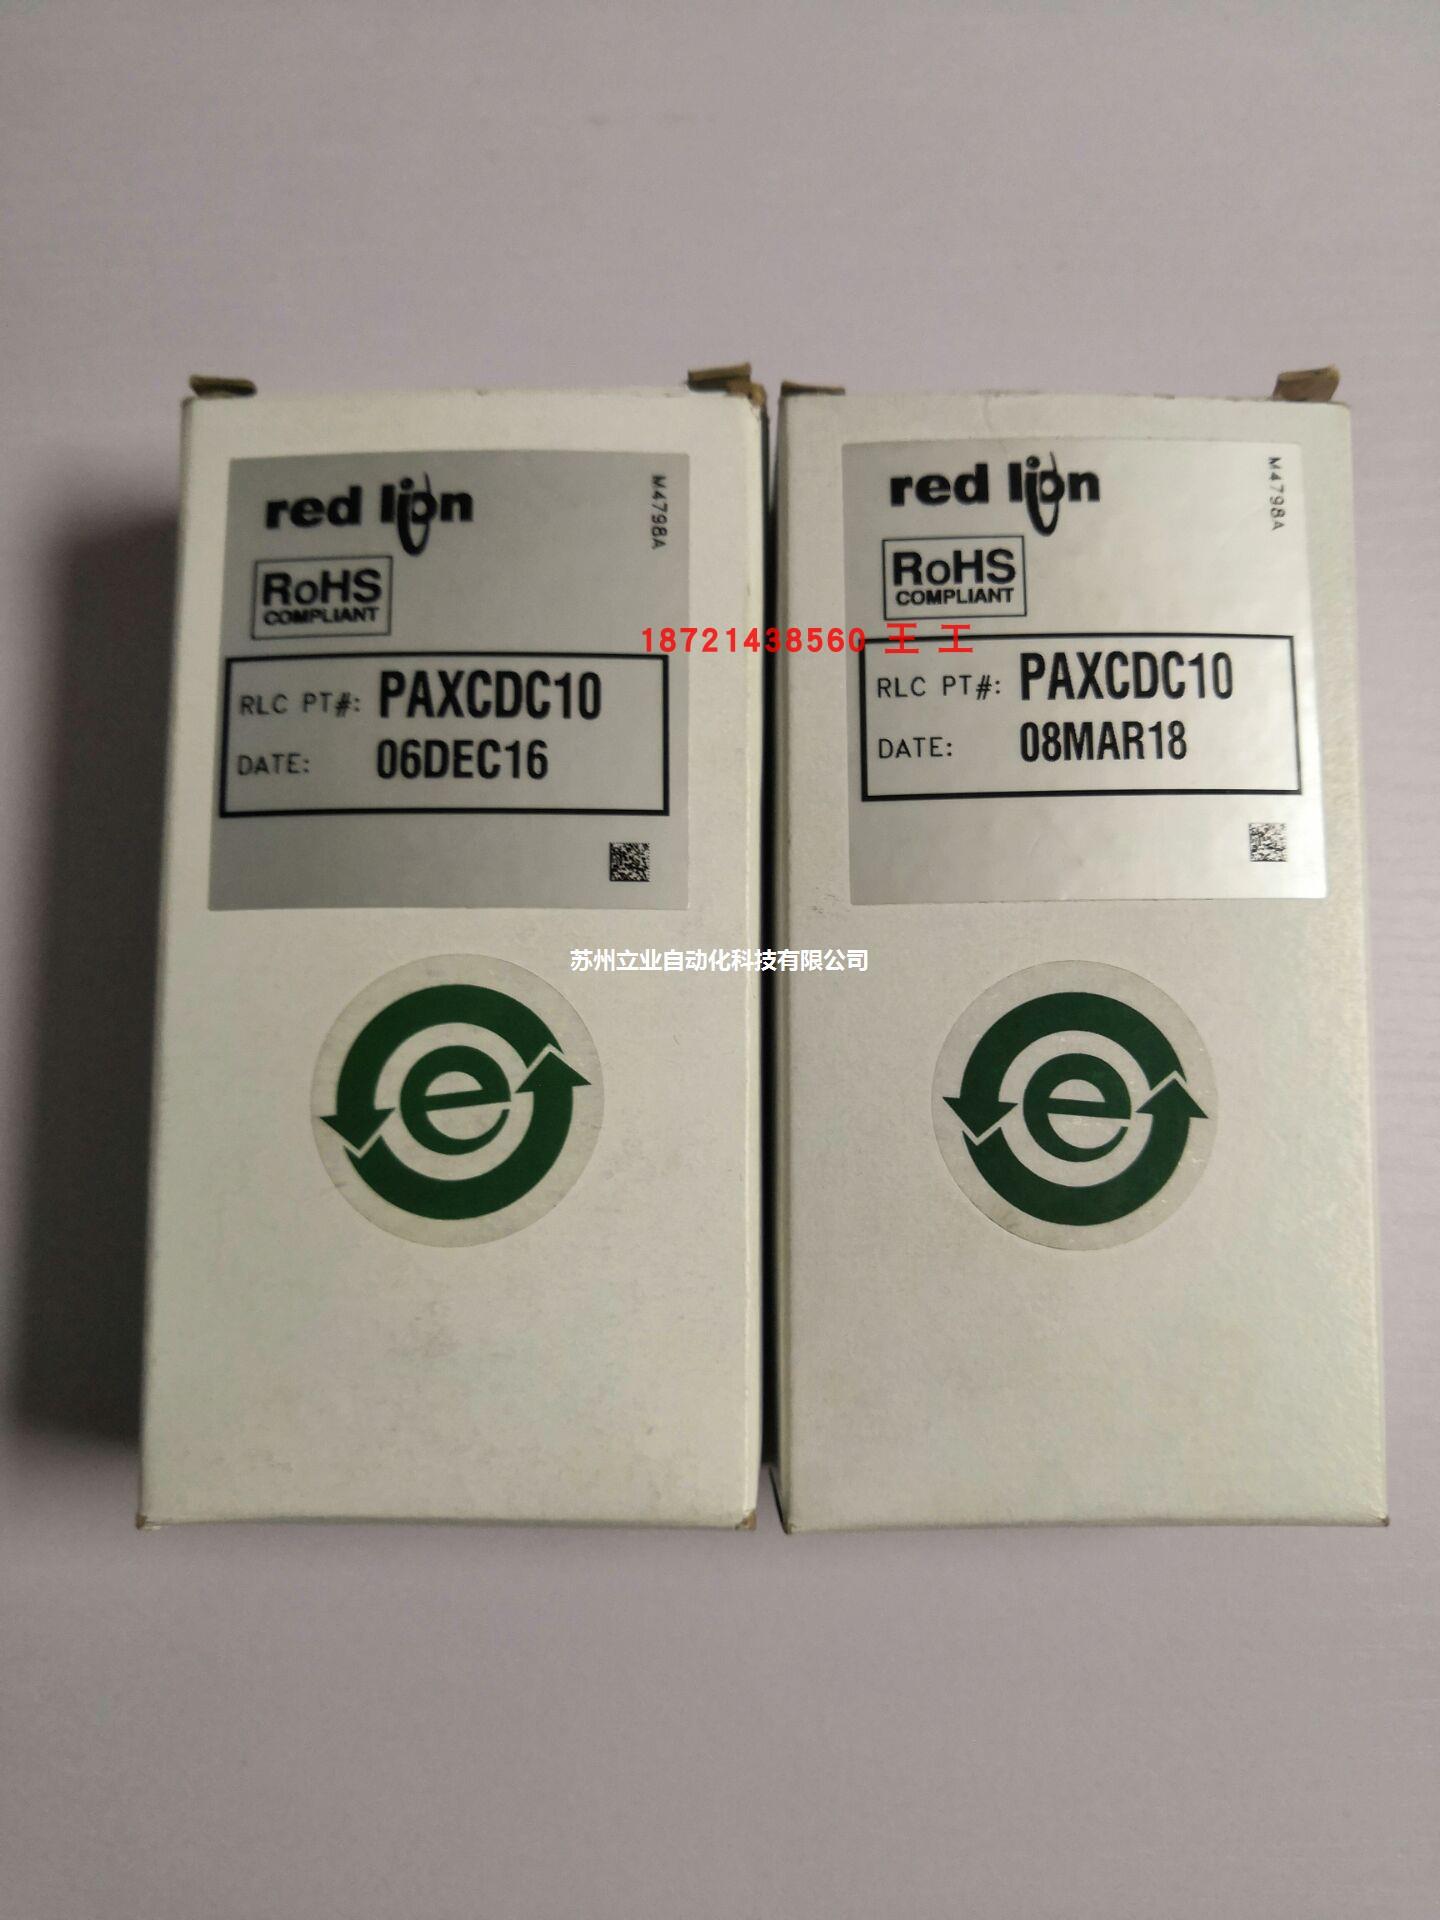 red lion
M4798A
RoHS
COMPLIANT
RLC PT#: PAXCDC10
DATE: 06DEC16
e
red lion
M4798A
RoHS
COMPLIANT
RLC PT#: PAXCDC10
DATE: 08MAR18
e
18721438560 王 工
苏州立业自动化科技有限公司